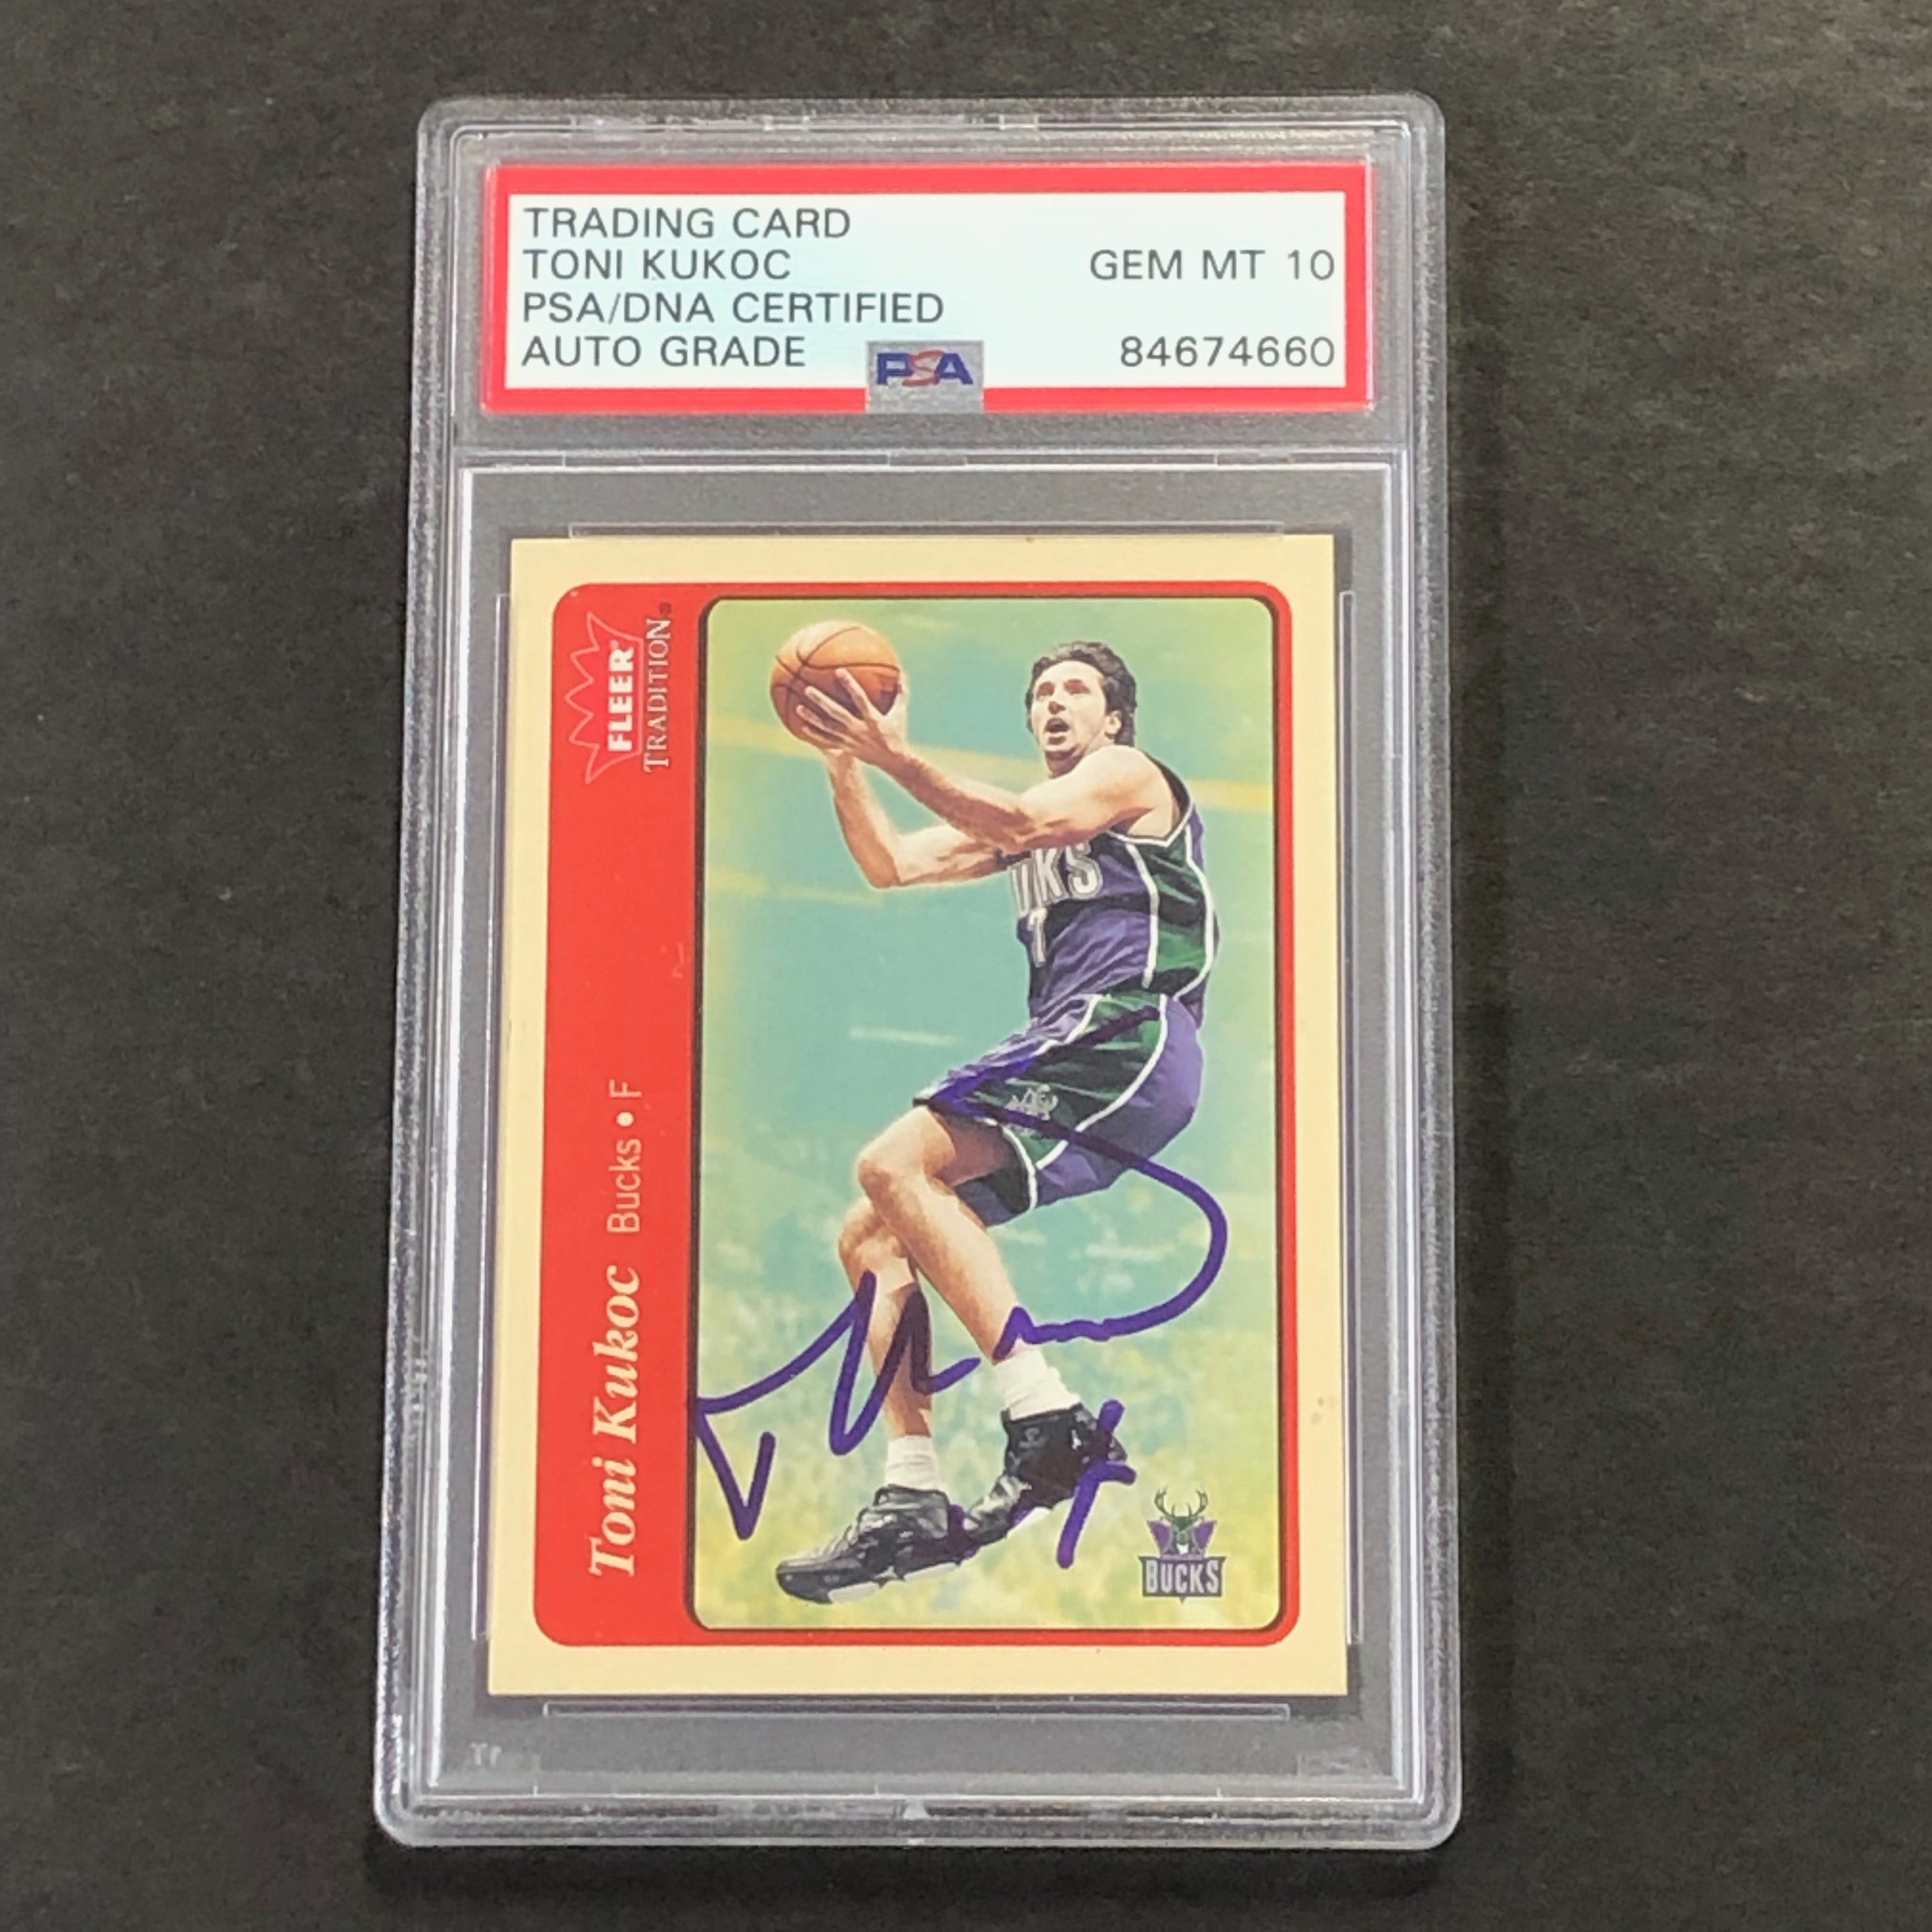 TRADING CARD
TONI KUKOC GEM MT 10
PSA/DNA CERTIFIED
AUTO GRADE PSA 84674660
FLEER
TRADITION®
Toni Kukoc Bucks • F
7
BUCKS